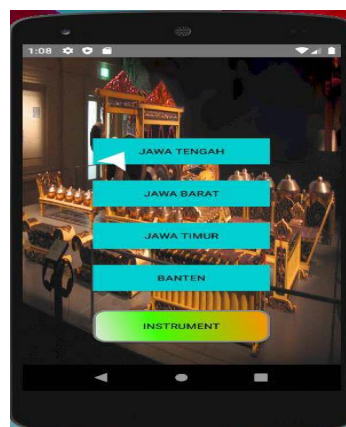 1:08
JAWA TENGAH
JAWA BARAT
JAWA TIMUR
BANTEN
INSTRUMENT